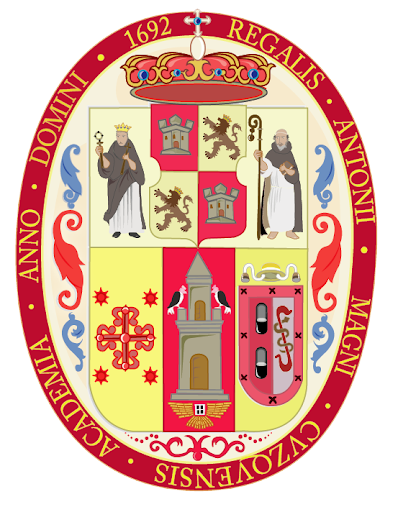 ACADEMIA · ANNO · DOMINI · 1692 REGALIS · ANTONII · MAGNI · CVZQVENSIS